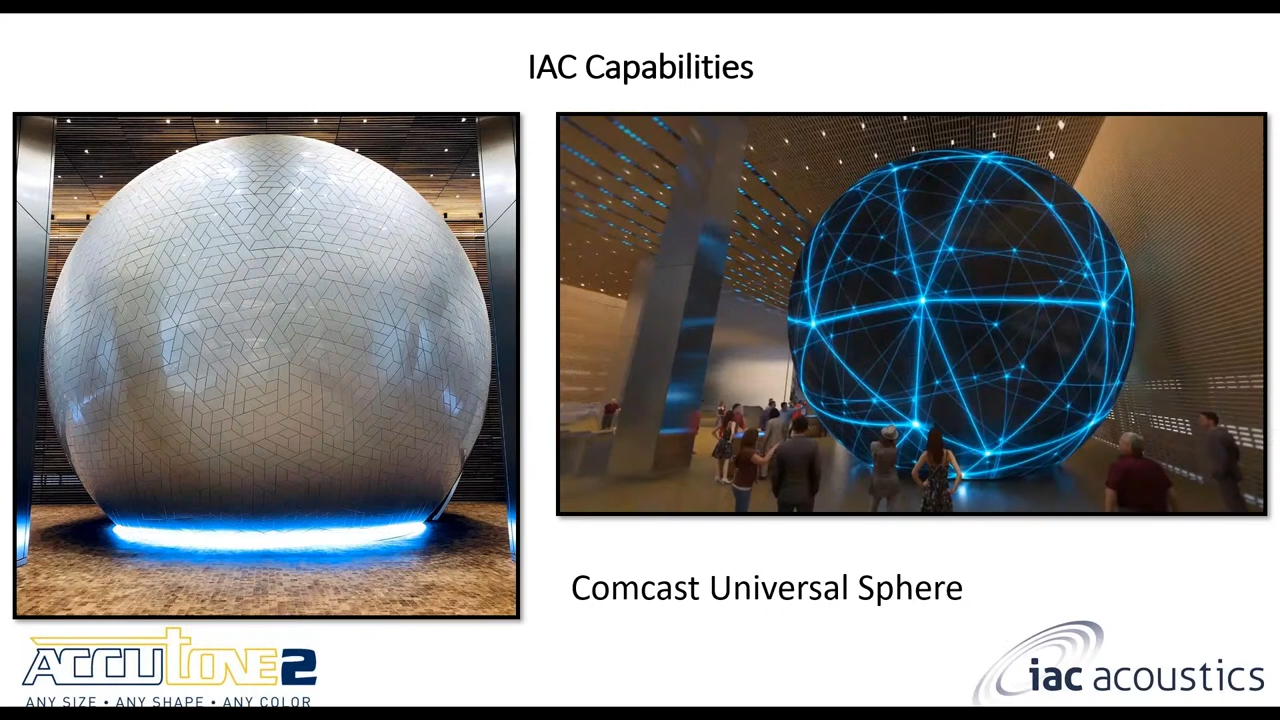 IAC Capabilities
Comcast Universal Sphere
ACCUTONE2
ANY SIZE • ANY SHAPE • ANY COLOR
iac acoustics